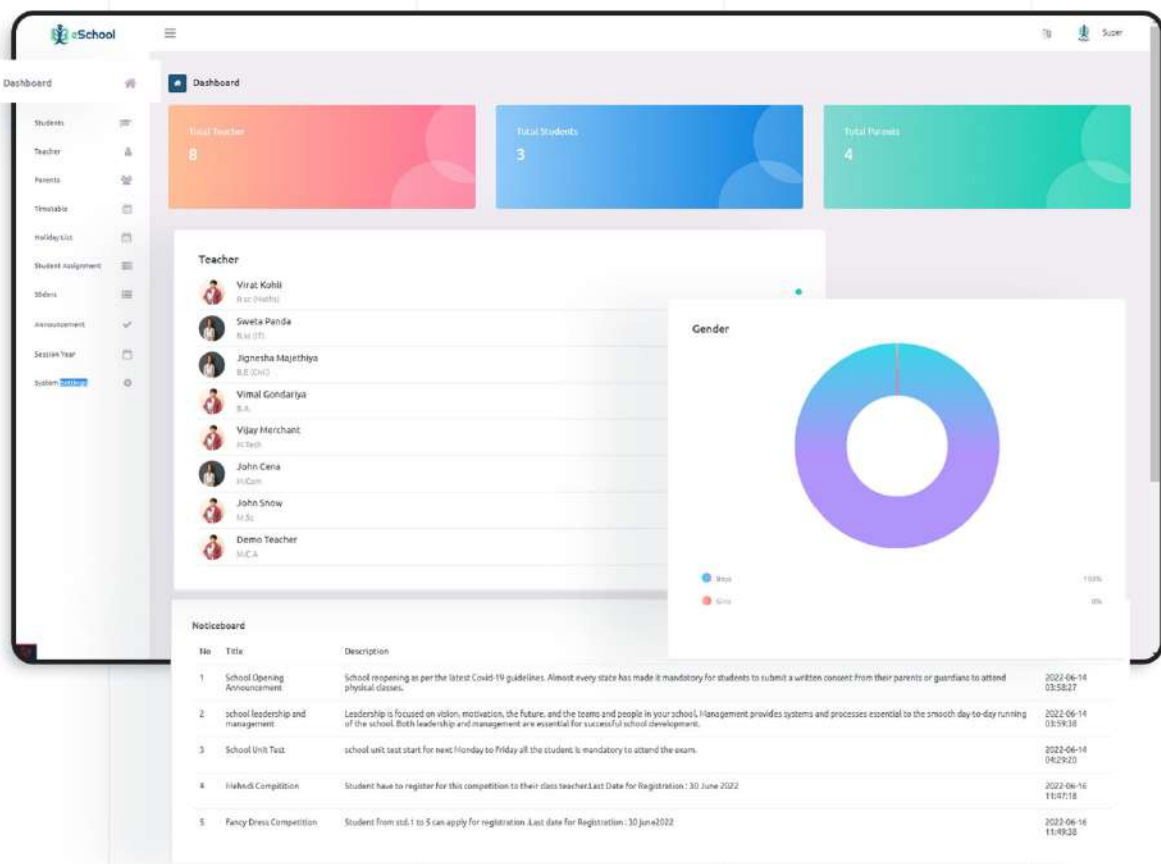 eSchool
Super
Dashboard
Dashboard
Students
Teacher
Parents
Timetable
Holiday List
Student Assignment
Sliders
Announcement
Session Year
System Settings
Total Teacher
8
Total Students
3
Total Parents
4
Teacher
Virat Kohli
B.sc (Maths)
Sweta Panda
B.sc (IT)
Jignesha Majethiya
B.E (Civil)
Vimal Gondariya
B.A.
Vijay Merchant
M.Tech
John Cena
M.Com
John Snow
M.Sc
Demo Teacher
M.C.A
Gender
Boys 100%
Girls 0%
Noticeboard
No Title Description
1 School Opening Announcement School reopening as per the latest Covid-19 guidelines. Almost every state has made it mandatory for students to submit a written consent from their parents or guardians to attend
physical classes. 2022-06-14 03:58:27
2 school leadership and management Leadership is focused on vision, motivation, the future, and the teams and people in your school. Management provides systems and processes essential to the smooth day-to-day running
of the school. Both leadership and management are essential for successful school development. 2022-06-14 03:59:38
3 School Unit Test school unit test start for next Monday to Friday all the student is mandatory to attend the exam. 2022-06-14 04:29:20
4 Mehndi Compitition Student have to register for this competition to their class teacher.Last Date for Registration : 30 June 2022 2022-06-16 11:47:18
5 Fancy Dress Competition Student from std.1 to 5 can apply for registration .Last date for Registration : 30 june2022 2022-06-16 11:49:38